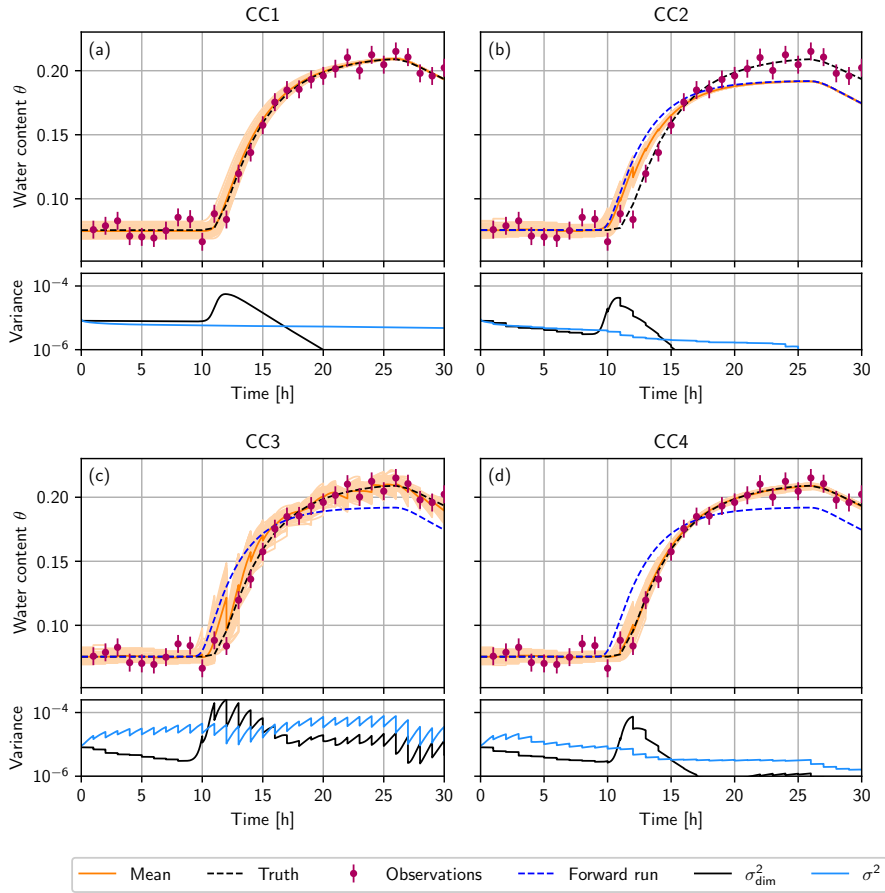 CC1 CC2
(a) (b)
0.20
0.15
0.10
Water content θ
10⁻⁴
10⁻⁶
Variance
0 5 10 15 20 25 30 0 5 10 15 20 25 30
Time [h] Time [h]
CC3 CC4
(c) (d)
0.20
0.15
0.10
Water content θ
10⁻⁴
10⁻⁶
Variance
0 5 10 15 20 25 30 0 5 10 15 20 25 30
Time [h] Time [h]
Mean Truth Observations Forward run σ²dim σ²